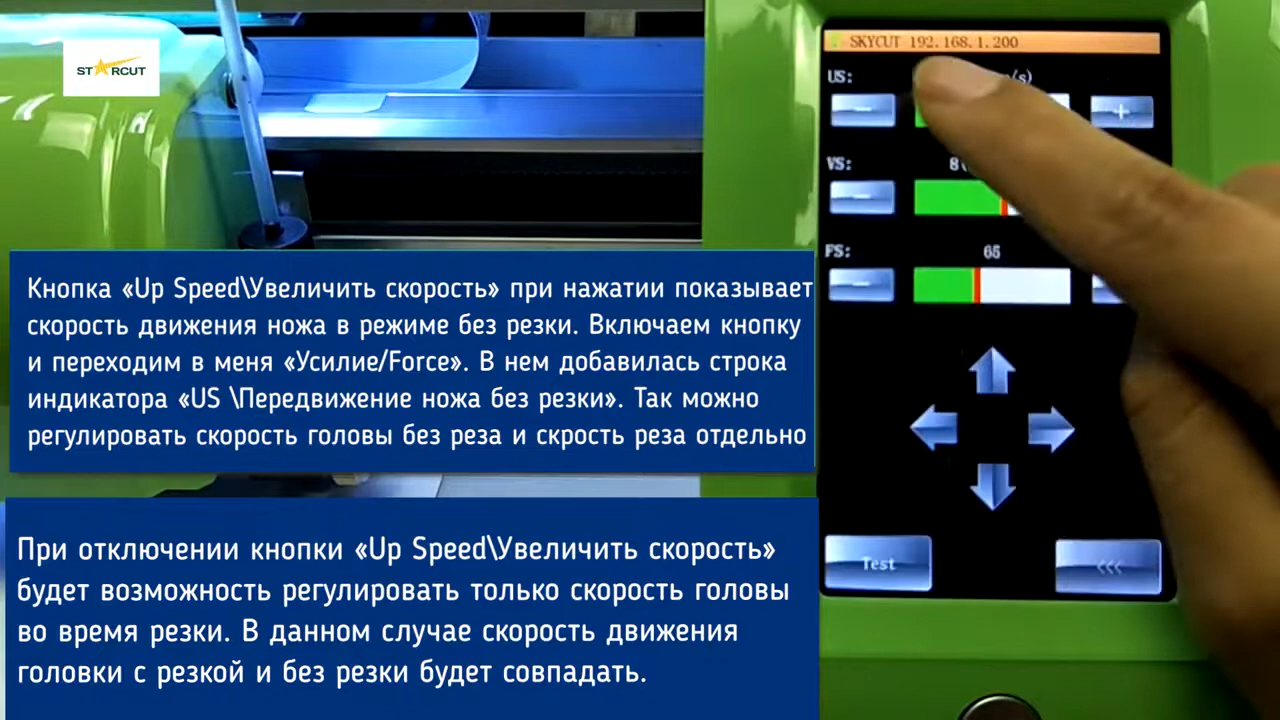 STARCUT
SKYCUT 192.168.1.200
US:
VS:
FS: 65
Test
<<<
Кнопка «Up Speed\Увеличить скорость» при нажатии показывает
скорость движения ножа в режиме без резки. Включаем кнопку
и переходим в меня «Усилие/Force». В нем добавилась строка
индикатора «US \Передвижение ножа без резки». Так можно
регулировать скорость головы без реза и скрость реза отдельно
При отключении кнопки «Up Speed\Увеличить скорость»
будет возможность регулировать только скорость головы
во время резки. В данном случае скорость движения
головки с резкой и без резки будет совпадать.